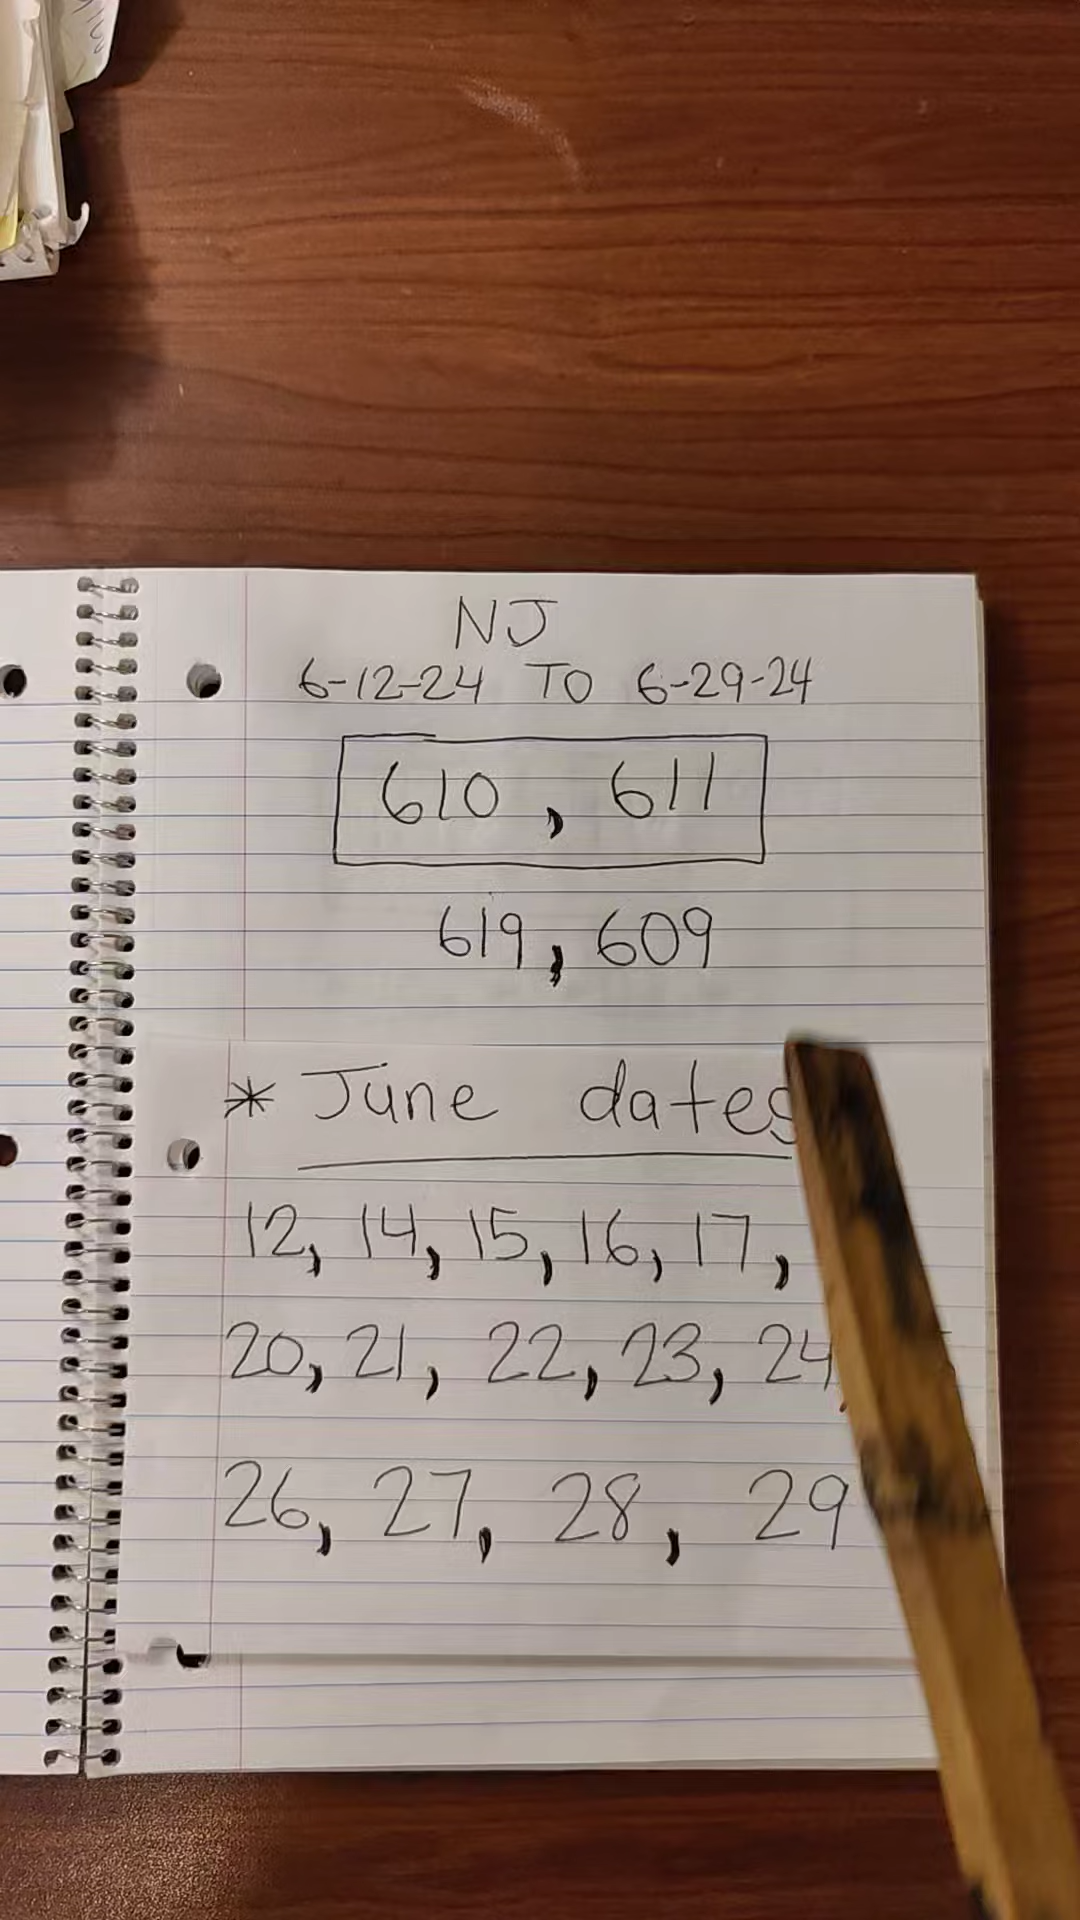 NJ
6-12-24 TO 6-29-24
610, 611
619, 609
* June dates
12, 14, 15, 16, 17,
20, 21, 22, 23, 24,
26, 27, 28, 29